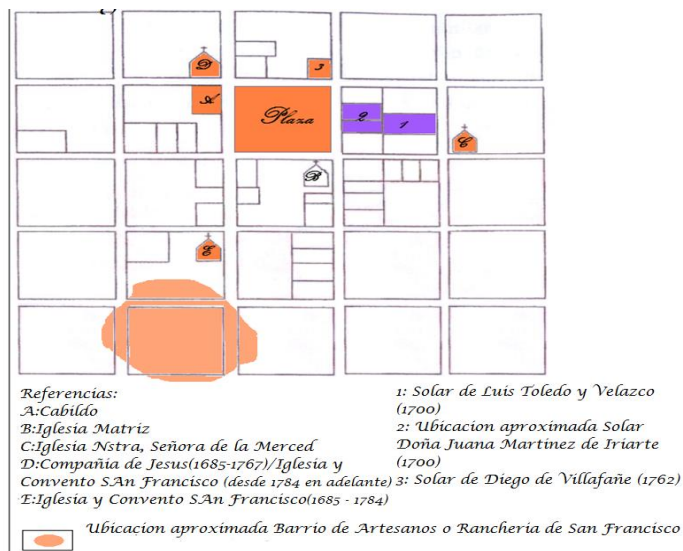 D
3
A
Plaza
2
1
C
B
E
Referencias:
A:Cabildo
B:Iglesia Matriz
C:Iglesia Nstra, Señora de la Merced
D:Compañia de Jesus(1685-1767)/Iglesia y
Convento SAn Francisco (desde 1784 en adelante)
E:Iglesia y Convento SAn Francisco(1685 - 1784)
1: Solar de Luis Toledo y Velazco
(1700)
2: Ubicacion aproximada Solar
Doña Juana Martinez de Iriarte
(1700)
3: Solar de Diego de Villafañe (1762)
Ubicacion aproximada Barrio de Artesanos o Rancheria de San Francisco